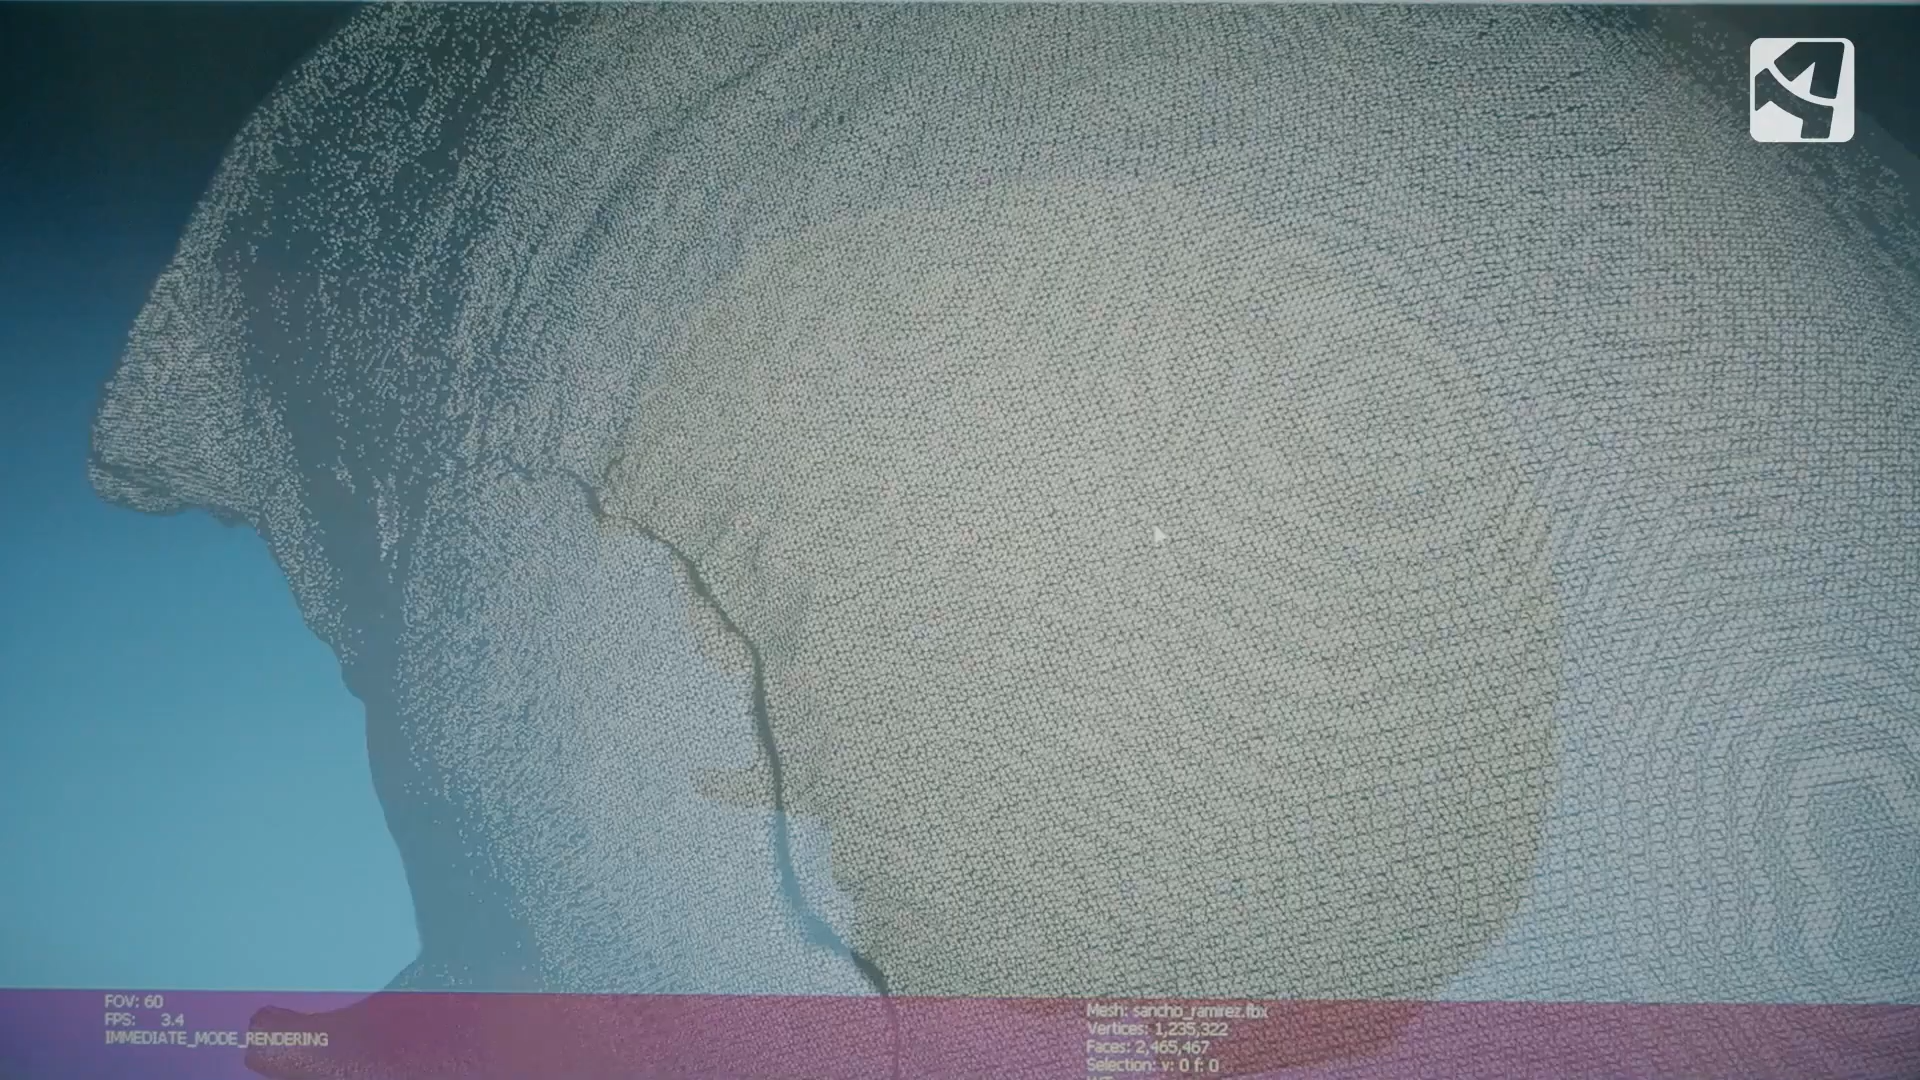 FOV: 60
FPS: 3.4
IMMEDIATE_MODE_RENDERING
Mesh: sancho_ramirez.fbx
Vertices: 1,235,322
Faces: 2,465,467
Selection: v: 0 f: 0